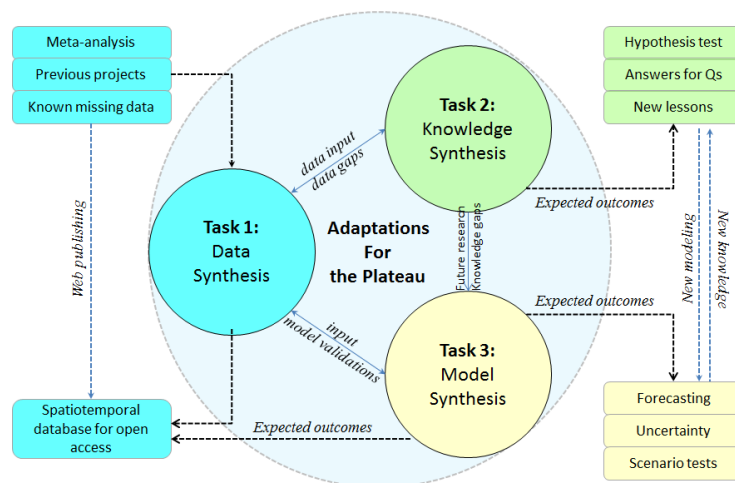 Meta-analysis
Previous projects
Known missing data
Hypothesis test
Answers for Qs
New lessons
Task 2:
Knowledge
Synthesis
data input
data gaps
Expected outcomes
Web publishing
Task 1:
Data
Synthesis
Adaptations
For
the Plateau
Future research
Knowledge gaps
New modeling
New knowledge
Expected outcomes
input
model validations
Task 3:
Model
Synthesis
Spatiotemporal
database for open
access
Expected outcomes
Forecasting
Uncertainty
Scenario tests